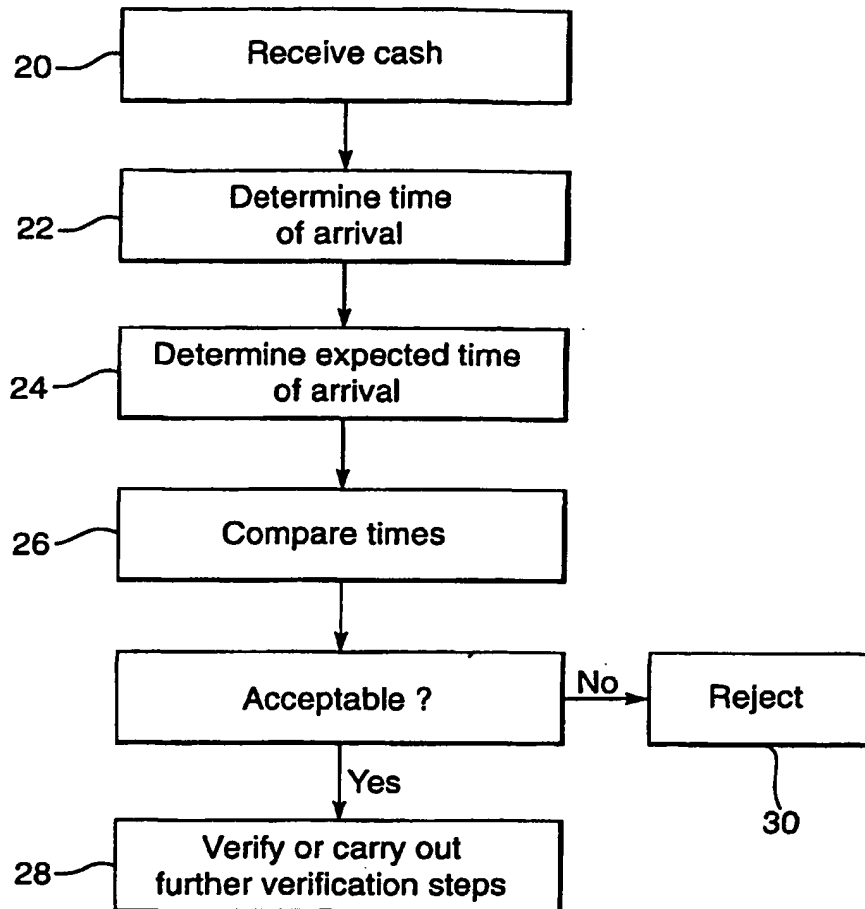 20
Receive cash
22
Determine time
of arrival
24
Determine expected time
of arrival
26
Compare times
Acceptable ?
No
Reject
30
Yes
28
Verify or carry out
further verification steps